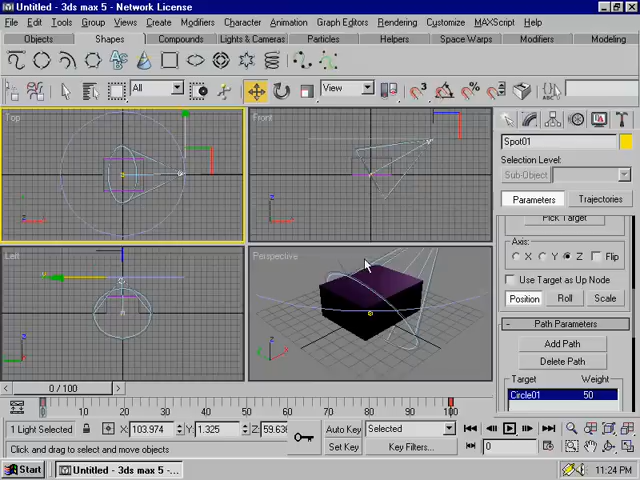 Untitled - 3ds max 5 - Network License
File Edit Tools Group Views Create Modifiers Character Animation Graph Editors Rendering Customize MAXScript Help
Objects Shapes Compounds Lights & Cameras Particles Helpers Space Warps Modifiers Modeling
All View
Top Front
Spot01
Selection Level:
Sub-Object
Parameters Trajectories
Pick Target
Axis:
X Y Z Flip
Left Perspective
Use Target as Up Node
Position Roll Scale
Path Parameters
Add Path
Delete Path
Target Weight
Circle01 50
0 / 100
0 10 20 30 40 50 60 70 80 90 100
1 Light Selected X: 103.974 Y: 1.325 Z: 59.636 Auto Key Selected
Click and drag to select and move objects Set Key Key Filters... 0
Start Untitled - 3ds max 5 -... 11:24 PM